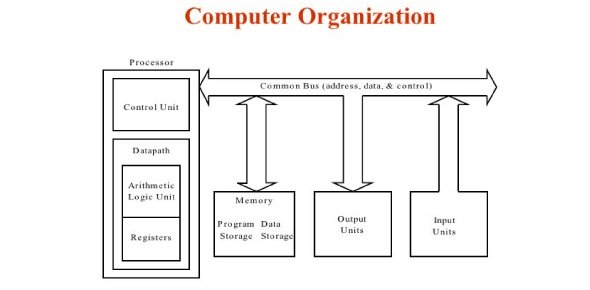 Computer Organization
Processor
Common Bus (address, data, & control)
Control Unit
Datapath
Arithmetic
Logic Unit
Registers
Memory
Program Data
Storage Storage
Output
Units
Input
Units